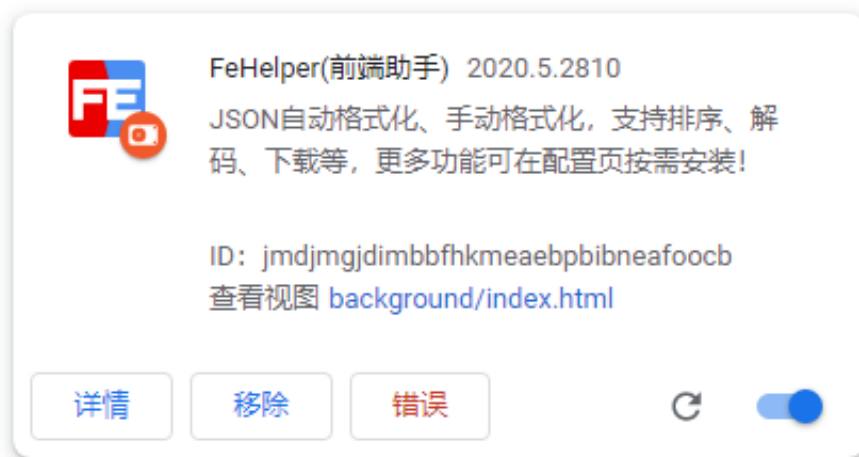 FE
FeHelper(前端助手) 2020.5.2810
JSON自动格式化、手动格式化，支持排序、解
码、下载等，更多功能可在配置页按需安装！
ID：jmdjmgjdimbbfhkmeaebpbibneafoocb
查看视图 background/index.html
详情 移除 错误